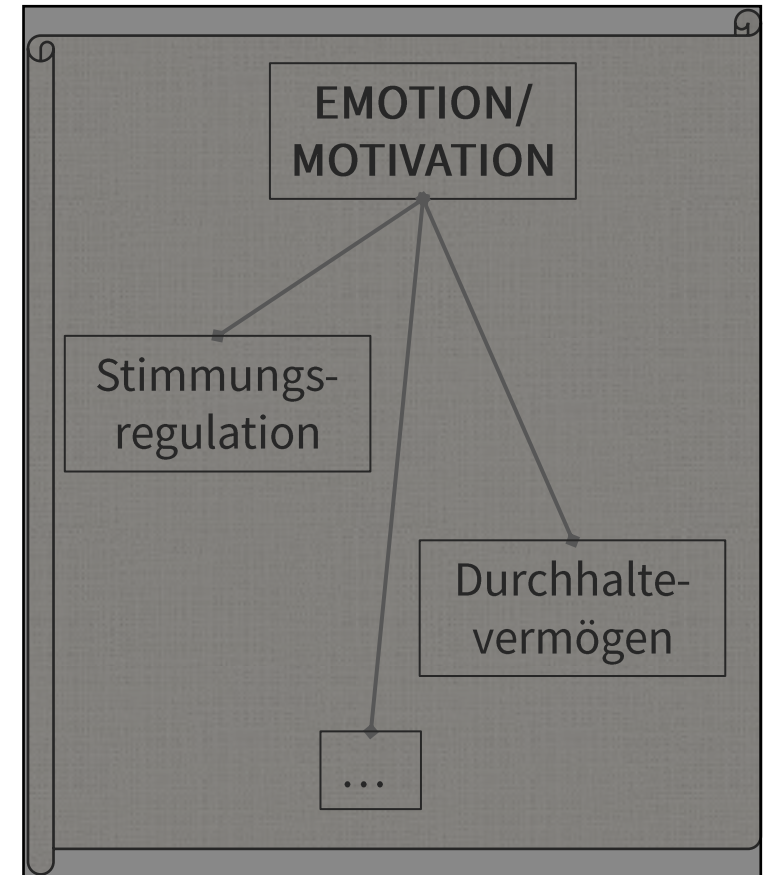 EMOTION/
MOTIVATION
Stimmungs-
regulation
Durchhalte-
vermögen
...